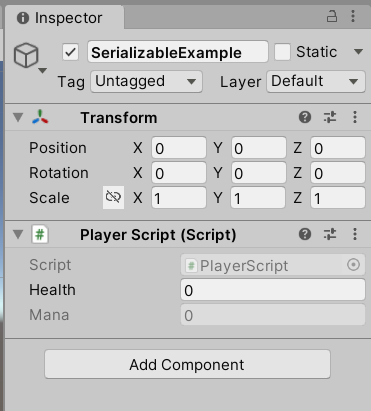 Inspector
SerializableExample Static
Tag Untagged Layer Default
Transform
Position X 0 Y 0 Z 0
Rotation X 0 Y 0 Z 0
Scale X 1 Y 1 Z 1
# Player Script (Script)
Script # PlayerScript
Health 0
Mana 0
Add Component